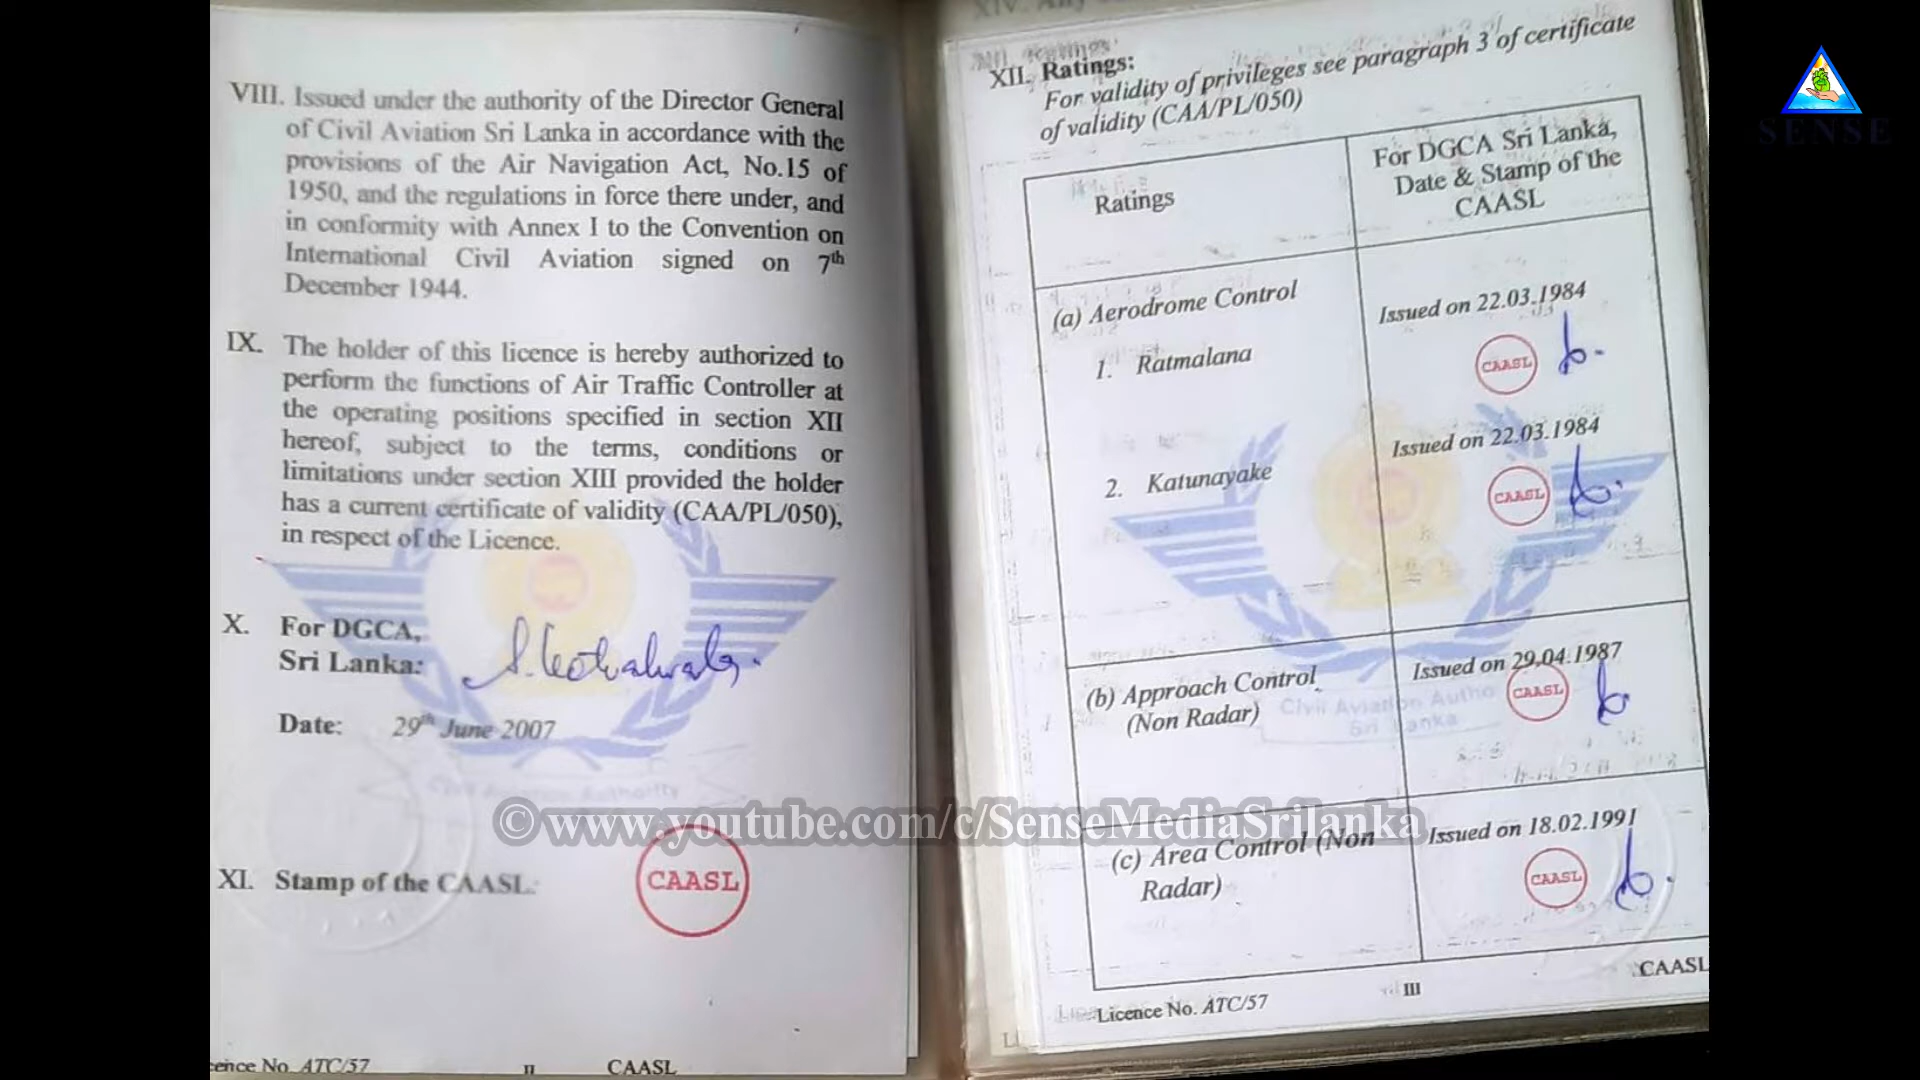 VIII. Issued under the authority of the Director General
of Civil Aviation Sri Lanka in accordance with the
provisions of the Air Navigation Act, No.15 of
1950, and the regulations in force there under, and
in conformity with Annex I to the Convention on
International Civil Aviation signed on 7th
December 1944.
IX. The holder of this licence is hereby authorized to
perform the functions of Air Traffic Controller at
the operating positions specified in section XII
hereof, subject to the terms, conditions or
limitations under section XIII provided the holder
has a current certificate of validity (CAA/PL/050),
in respect of the Licence.
X. For DGCA,
Sri Lanka:
Date: 29th June 2007
XI. Stamp of the CAASL:
CAASL
Licence No ATC/57 II CAASL
XII. Ratings:
For validity of privileges see paragraph 3 of certificate
of validity (CAA/PL/050)
Ratings
For DGCA Sri Lanka,
Date & Stamp of the
CAASL
(a) Aerodrome Control
1. Ratmalana
Issued on 22.03.1984
CAASL
2. Katunayake
Issued on 22.03.1984
CAASL
(b) Approach Control
(Non Radar)
Issued on 29.04.1987
CAASL
Civil Aviation Autho
Sri Lanka
(c) Area Control (Non
Radar)
Issued on 18.02.1991
CAASL
CAASL
Licence No. ATC/57 III
© www.youtube.com/c/SenseMediaSrilanka
SENSE